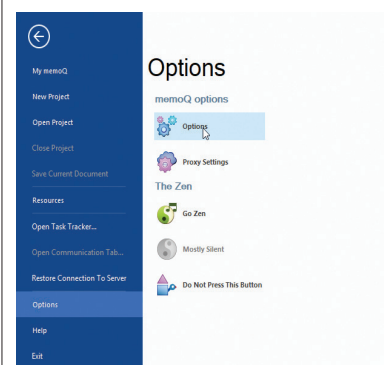 My memoQ
New Project
Open Project
Close Project
Save Current Document
Resources
Open Task Tracker...
Open Communication Tab...
Restore Connection To Server
Options
Help
Exit
Options
memoQ options
Options
Proxy Settings
The Zen
Go Zen
Mostly Silent
Do Not Press This Button